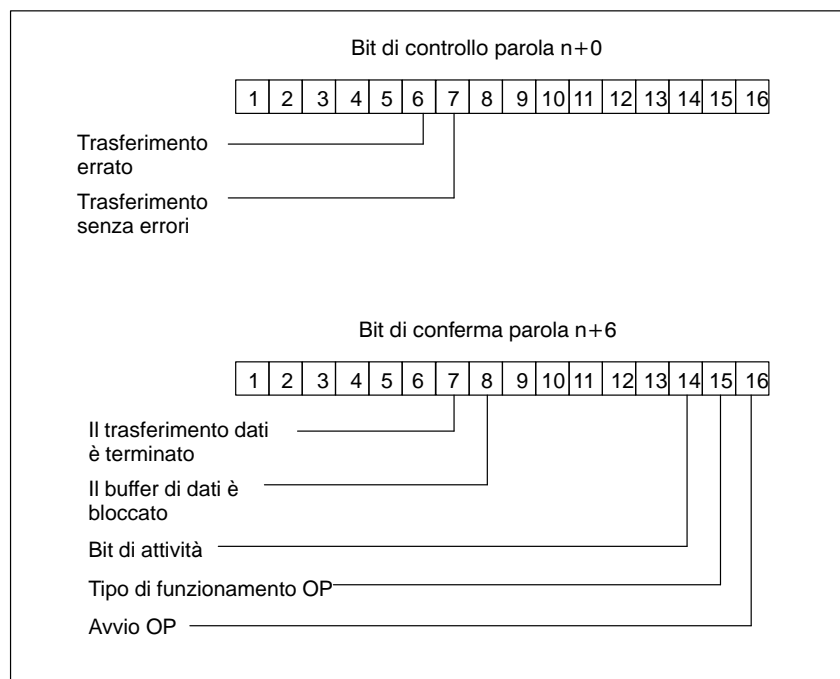 Bit di controllo parola n+0
1 2 3 4 5 6 7 8 9 10 11 12 13 14 15 16
Trasferimento
errato
Trasferimento
senza errori
Bit di conferma parola n+6
1 2 3 4 5 6 7 8 9 10 11 12 13 14 15 16
Il trasferimento dati
è terminato
Il buffer di dati è
bloccato
Bit di attività
Tipo di funzionamento OP
Avvio OP